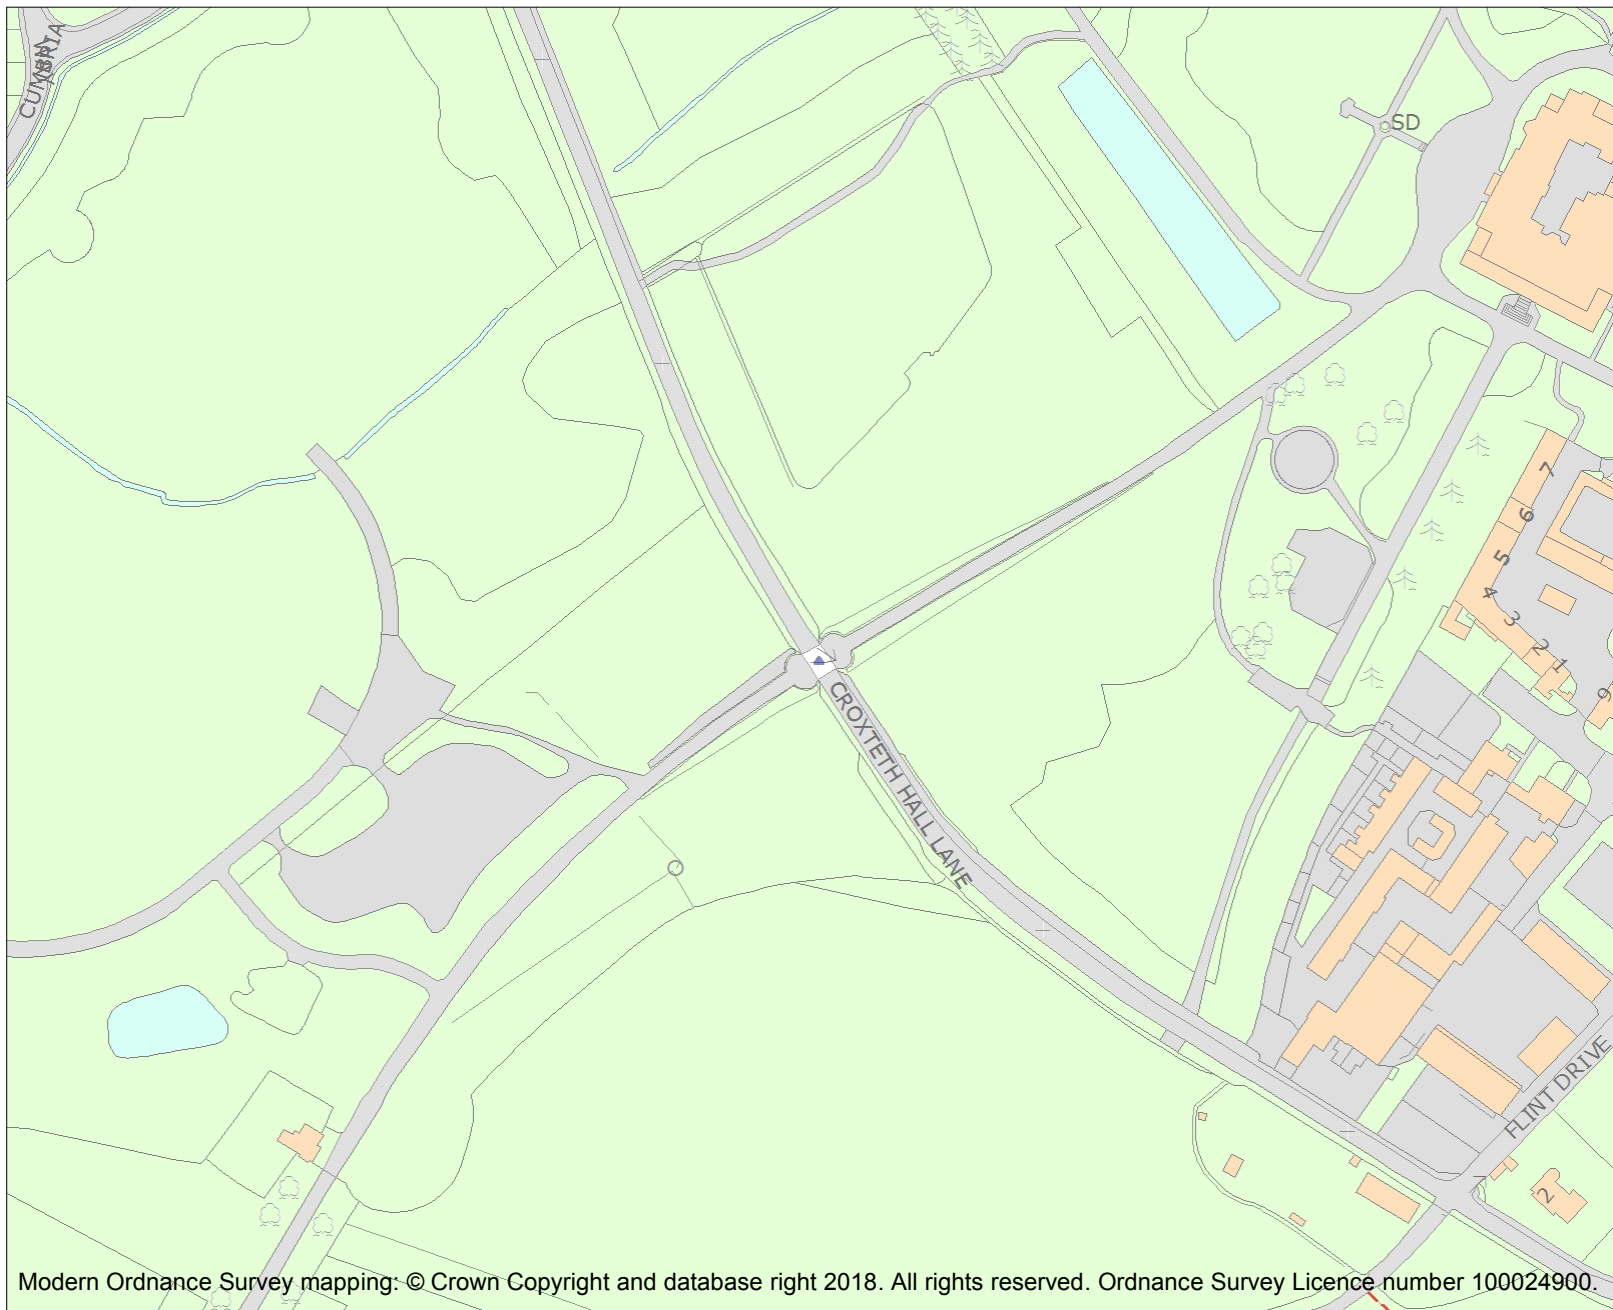 CUMBRIA
SD
7
6
5
4
3
2
1
9
CROXTETH HALL LANE
FLINT DRIVE
2
Modern Ordnance Survey mapping: © Crown Copyright and database right 2018. All rights reserved. Ordnance Survey Licence number 100024900.